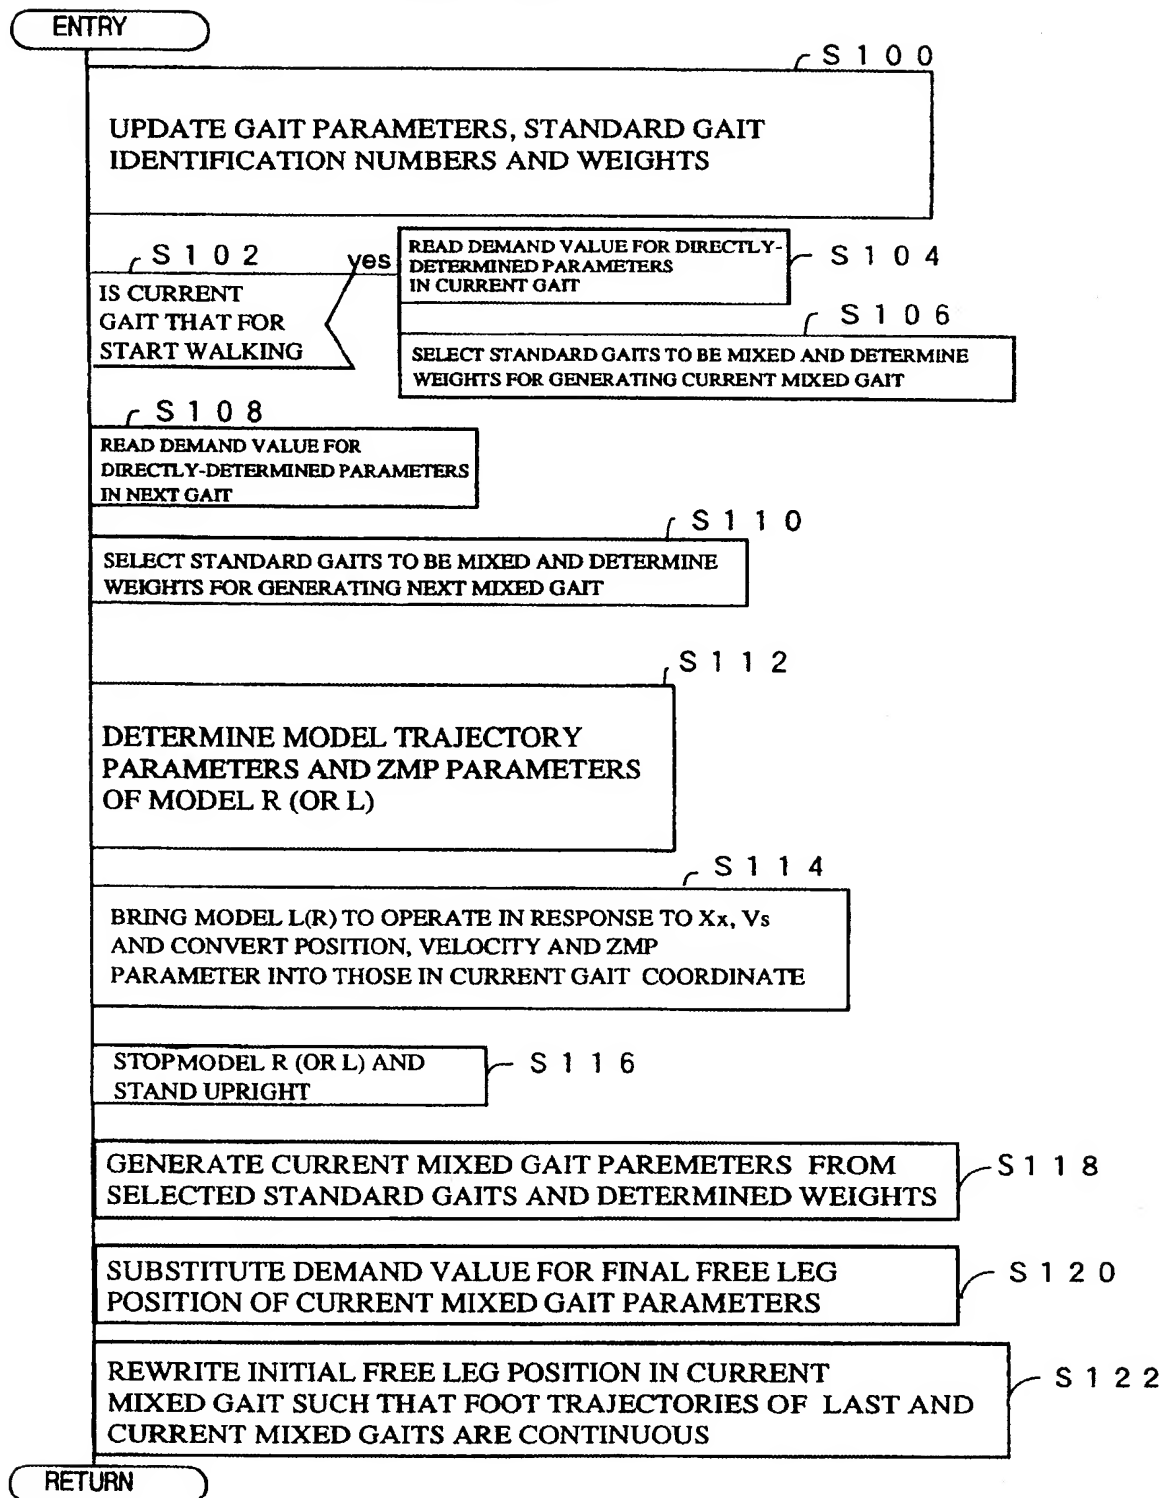 ENTRY
S100
UPDATE GAIT PARAMETERS, STANDARD GAIT
IDENTIFICATION NUMBERS AND WEIGHTS
S102
IS CURRENT
GAIT THAT FOR
START WALKING
yes
READ DEMAND VALUE FOR DIRECTLY-
DETERMINED PARAMETERS
IN CURRENT GAIT
S104
S106
SELECT STANDARD GAITS TO BE MIXED AND DETERMINE
WEIGHTS FOR GENERATING CURRENT MIXED GAIT
S108
READ DEMAND VALUE FOR
DIRECTLY-DETERMINED PARAMETERS
IN NEXT GAIT
S110
SELECT STANDARD GAITS TO BE MIXED AND DETERMINE
WEIGHTS FOR GENERATING NEXT MIXED GAIT
S112
DETERMINE MODEL TRAJECTORY
PARAMETERS AND ZMP PARAMETERS
OF MODEL R (OR L)
S114
BRING MODEL L(R) TO OPERATE IN RESPONSE TO Xx, Vs
AND CONVERT POSITION, VELOCITY AND ZMP
PARAMETER INTO THOSE IN CURRENT GAIT COORDINATE
STOPMODEL R (OR L) AND
STAND UPRIGHT
S116
GENERATE CURRENT MIXED GAIT PAREMETERS FROM
SELECTED STANDARD GAITS AND DETERMINED WEIGHTS
S118
SUBSTITUTE DEMAND VALUE FOR FINAL FREE LEG
POSITION OF CURRENT MIXED GAIT PARAMETERS
S120
REWRITE INITIAL FREE LEG POSITION IN CURRENT
MIXED GAIT SUCH THAT FOOT TRAJECTORIES OF LAST AND
CURRENT MIXED GAITS ARE CONTINUOUS
S122
RETURN